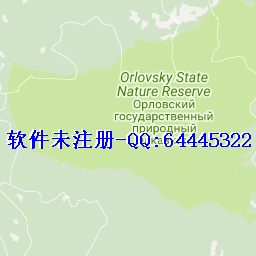 Orlovsky State
Nature Reserve
Орловский
государственный
природный
软件未注册-QQ:64445322